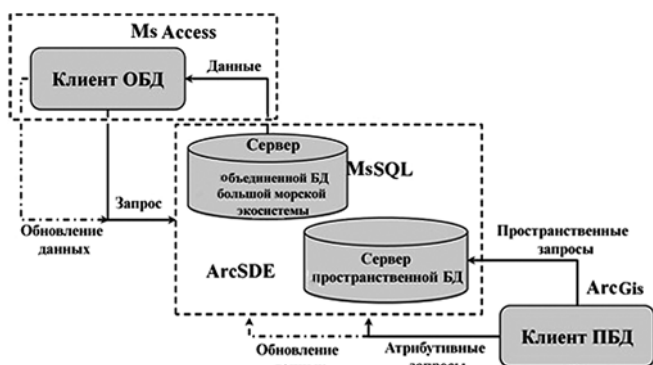 Ms Access
Клиент ОБД
Данные
Сервер
объединенной БД
большой морской
экосистемы
MsSQL
Запрос
Обновление
данных
Пространственные
запросы
Сервер
пространственной БД
ArcSDE
ArcGis
Клиент ПБД
Обновление
Атрибутивные